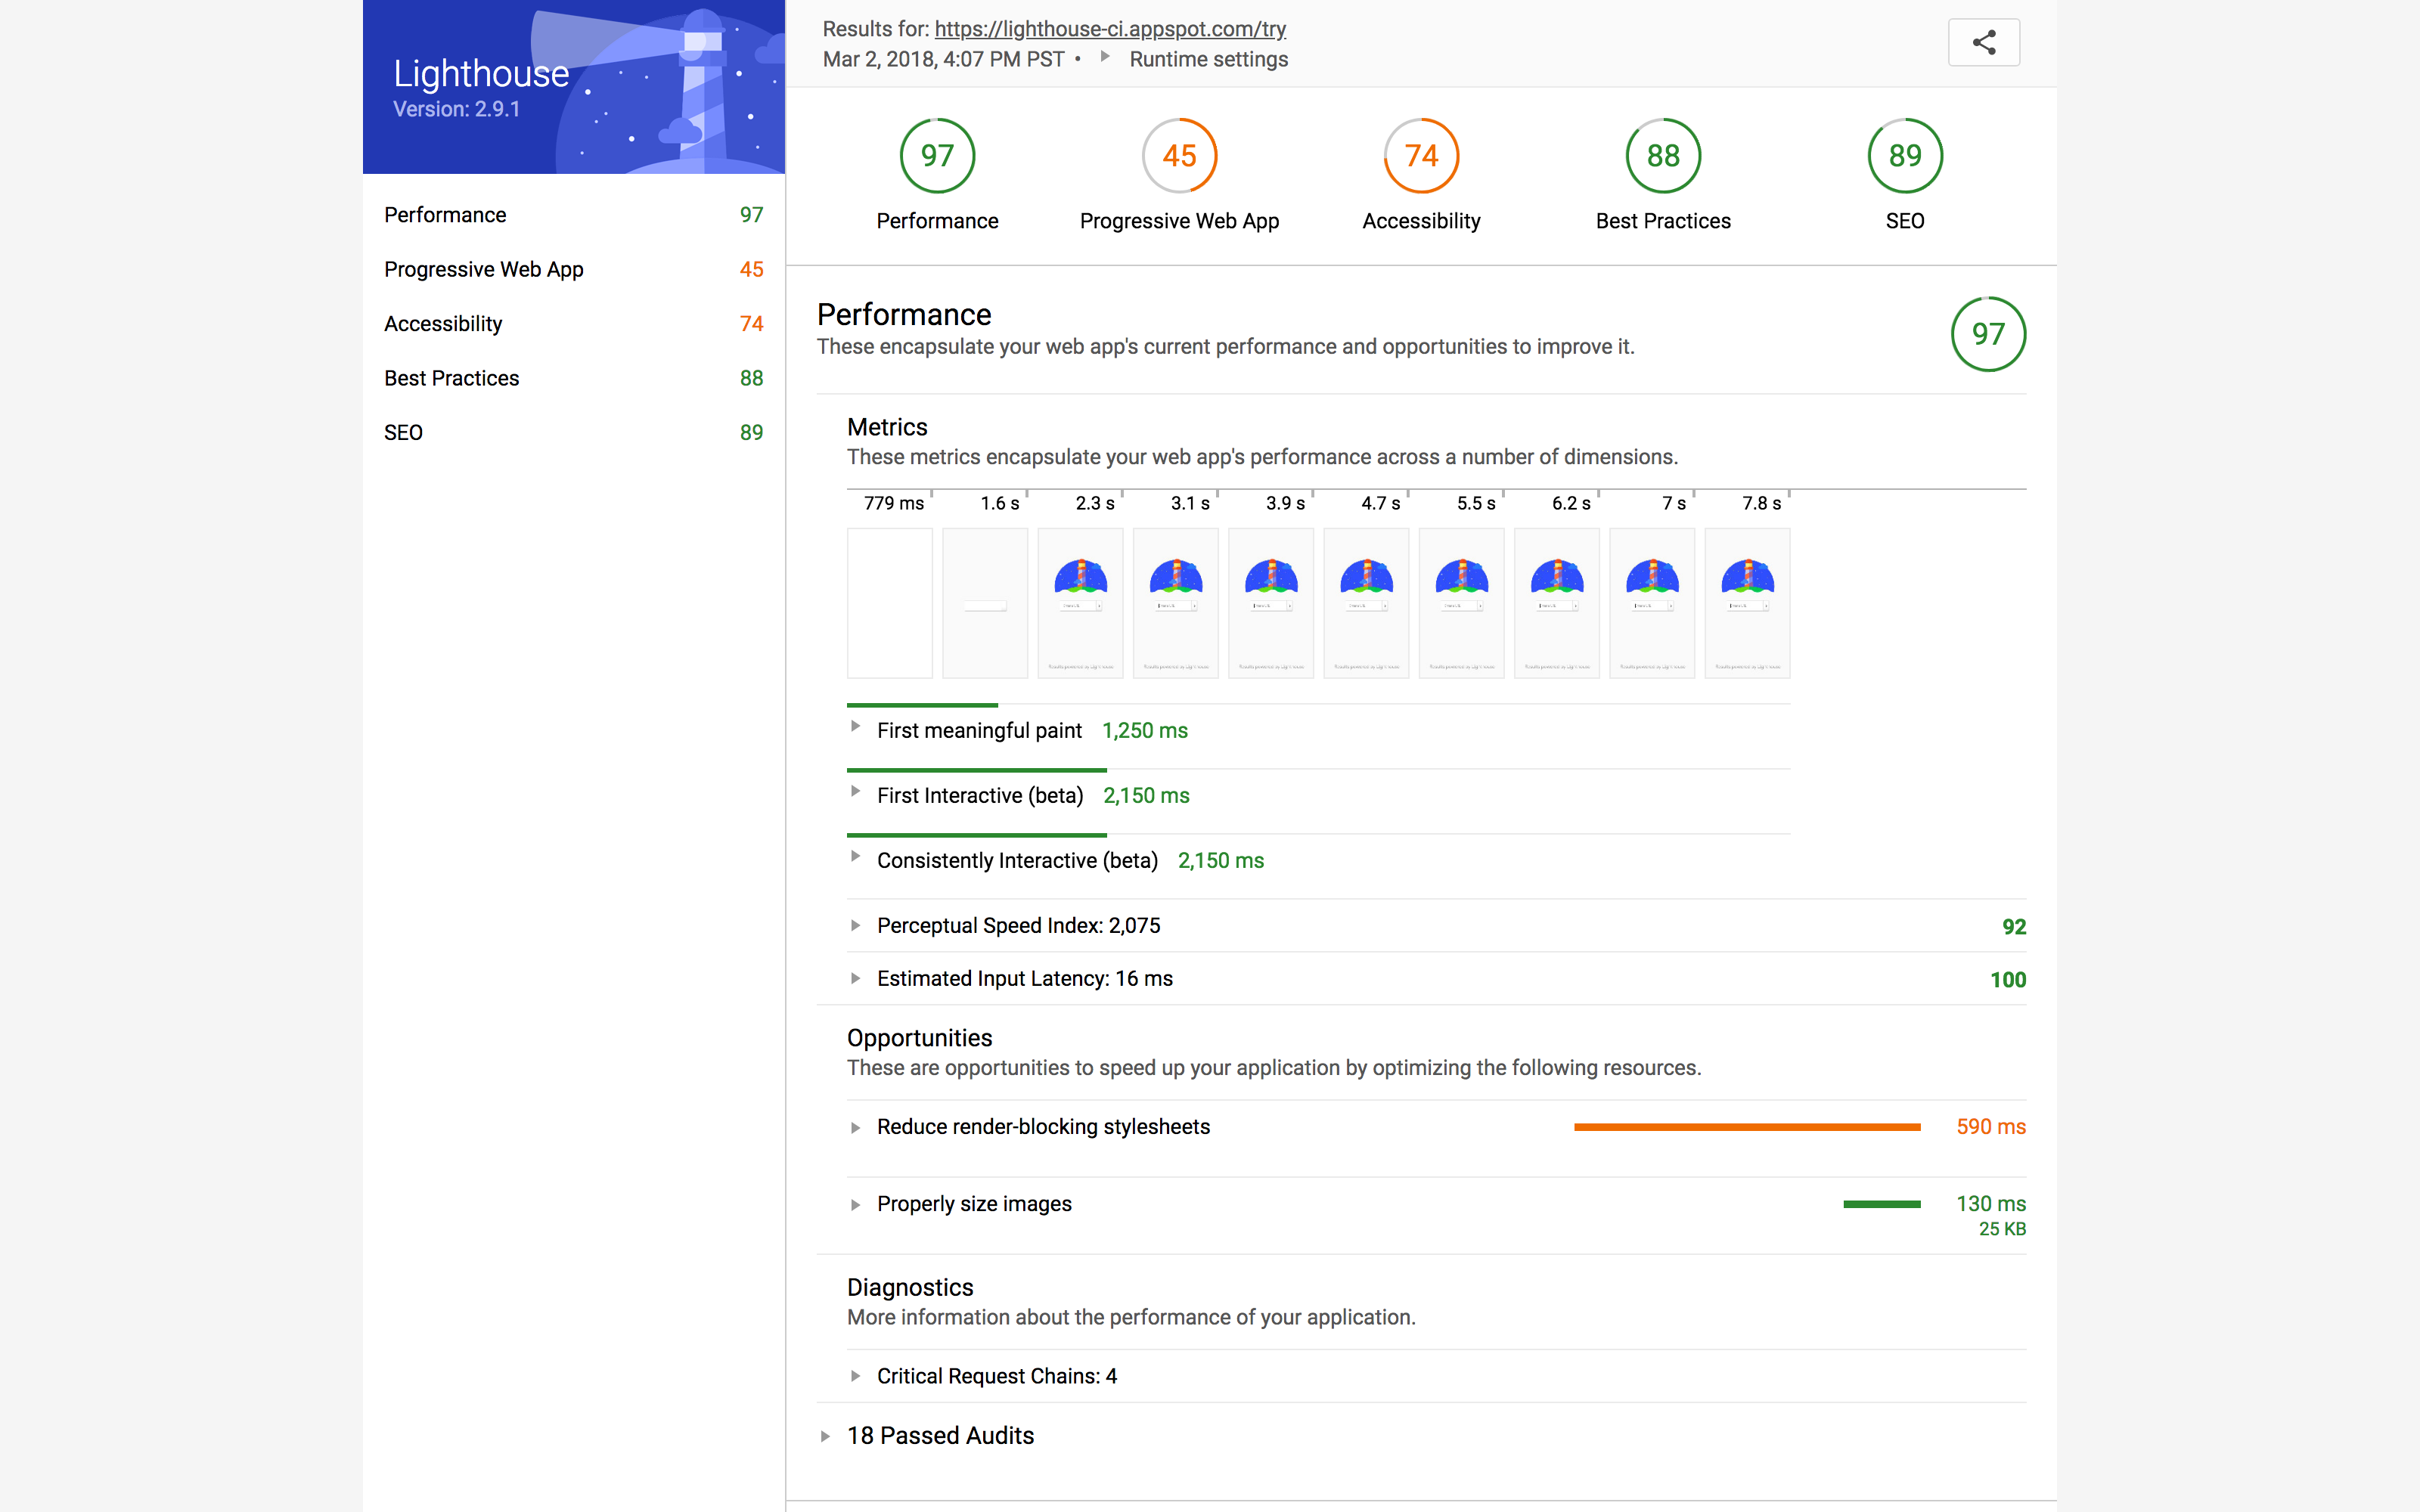 Lighthouse
Version: 2.9.1
Performance 97
Progressive Web App 45
Accessibility 74
Best Practices 88
SEO 89
Results for: https://lighthouse-ci.appspot.com/try
Mar 2, 2018, 4:07 PM PST • Runtime settings
97 45 74 88 89
Performance Progressive Web App Accessibility Best Practices SEO
Performance
These encapsulate your web app's current performance and opportunities to improve it.
97
Metrics
These metrics encapsulate your web app's performance across a number of dimensions.
779 ms 1.6 s 2.3 s 3.1 s 3.9 s 4.7 s 5.5 s 6.2 s 7 s 7.8 s
First meaningful paint 1,250 ms
First Interactive (beta) 2,150 ms
Consistently Interactive (beta) 2,150 ms
Perceptual Speed Index: 2,075 92
Estimated Input Latency: 16 ms 100
Opportunities
These are opportunities to speed up your application by optimizing the following resources.
Reduce render-blocking stylesheets 590 ms
Properly size images 130 ms
25 KB
Diagnostics
More information about the performance of your application.
Critical Request Chains: 4
18 Passed Audits